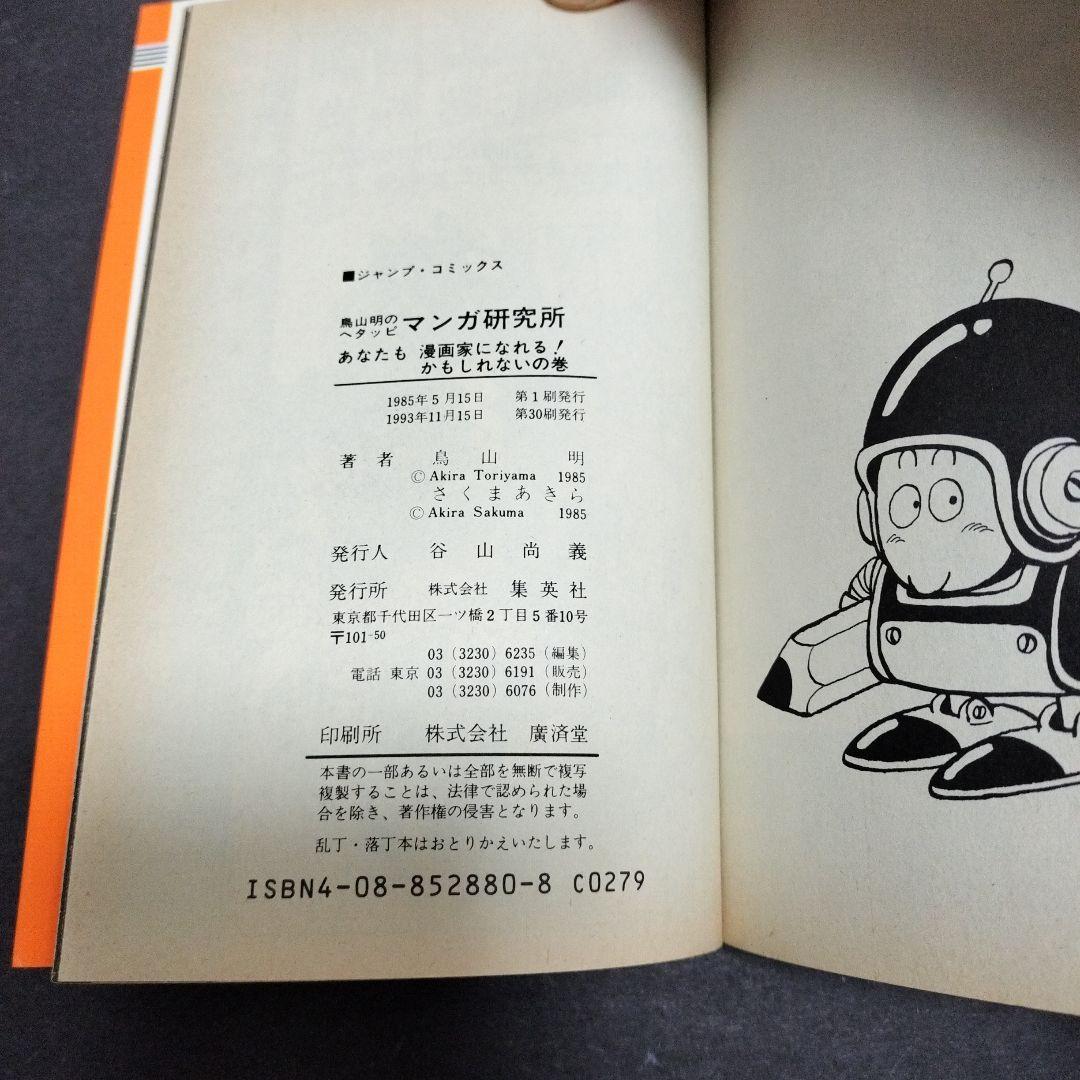 ■ジャンプ・コミックス
鳥山明の
ヘタッピ マンガ研究所
あなたも 漫画家になれる!
かもしれないの巻
1985年5月15日 第1刷発行
1993年11月15日 第30刷発行
著者 鳥山 明
© Akira Toriyama 1985
さくまあきら
© Akira Sakuma 1985
発行人 谷山尚義
発行所 株式会社 集英社
東京都千代田区一ツ橋2丁目5番10号
〒101-50
03 (3230) 6235 (編集)
電話 東京 03 (3230) 6191 (販売)
03 (3230) 6076 (制作)
印刷所 株式会社 廣済堂
本書の一部あるいは全部を無断で複写
複製することは、法律で認められた場
合を除き、著作権の侵害となります。
乱丁・落丁本はおとりかえいたします。
ISBN4-08-852880-8 C0279